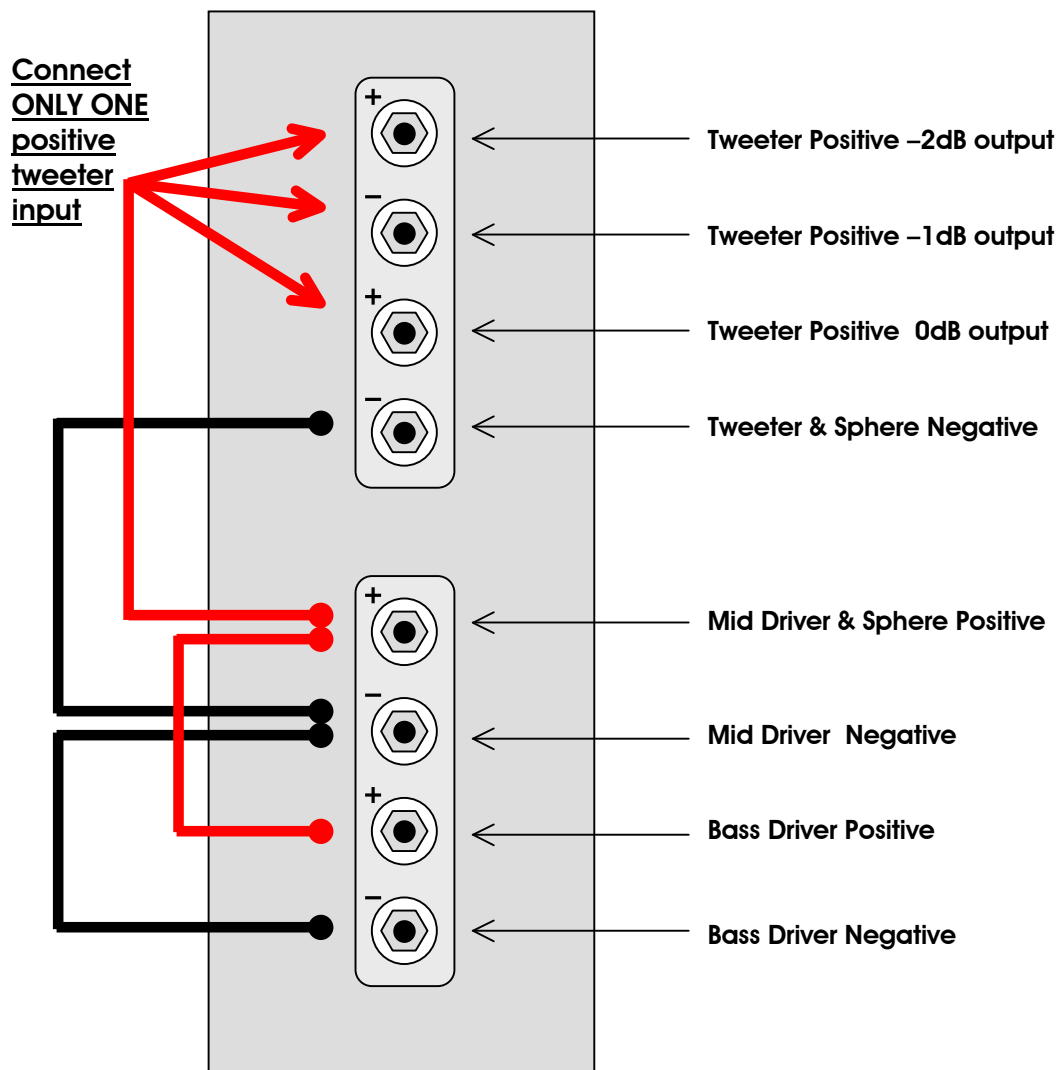 Connect
ONLY ONE
positive
tweeter
input
+
Tweeter Positive –2dB output
–
Tweeter Positive –1dB output
+
Tweeter Positive  0dB output
–
Tweeter & Sphere Negative
+
Mid Driver & Sphere Positive
–
Mid Driver  Negative
+
Bass Driver Positive
–
Bass Driver Negative